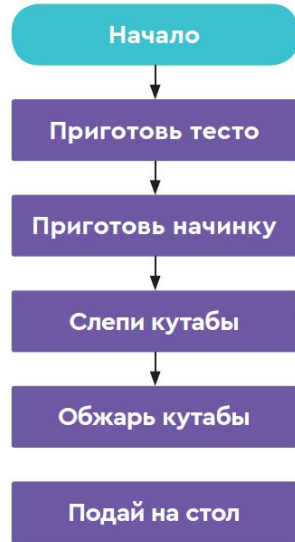 Начало
Приготовь тесто
Приготовь начинку
Слепи кутабы
Обжарь кутабы
Подай на стол